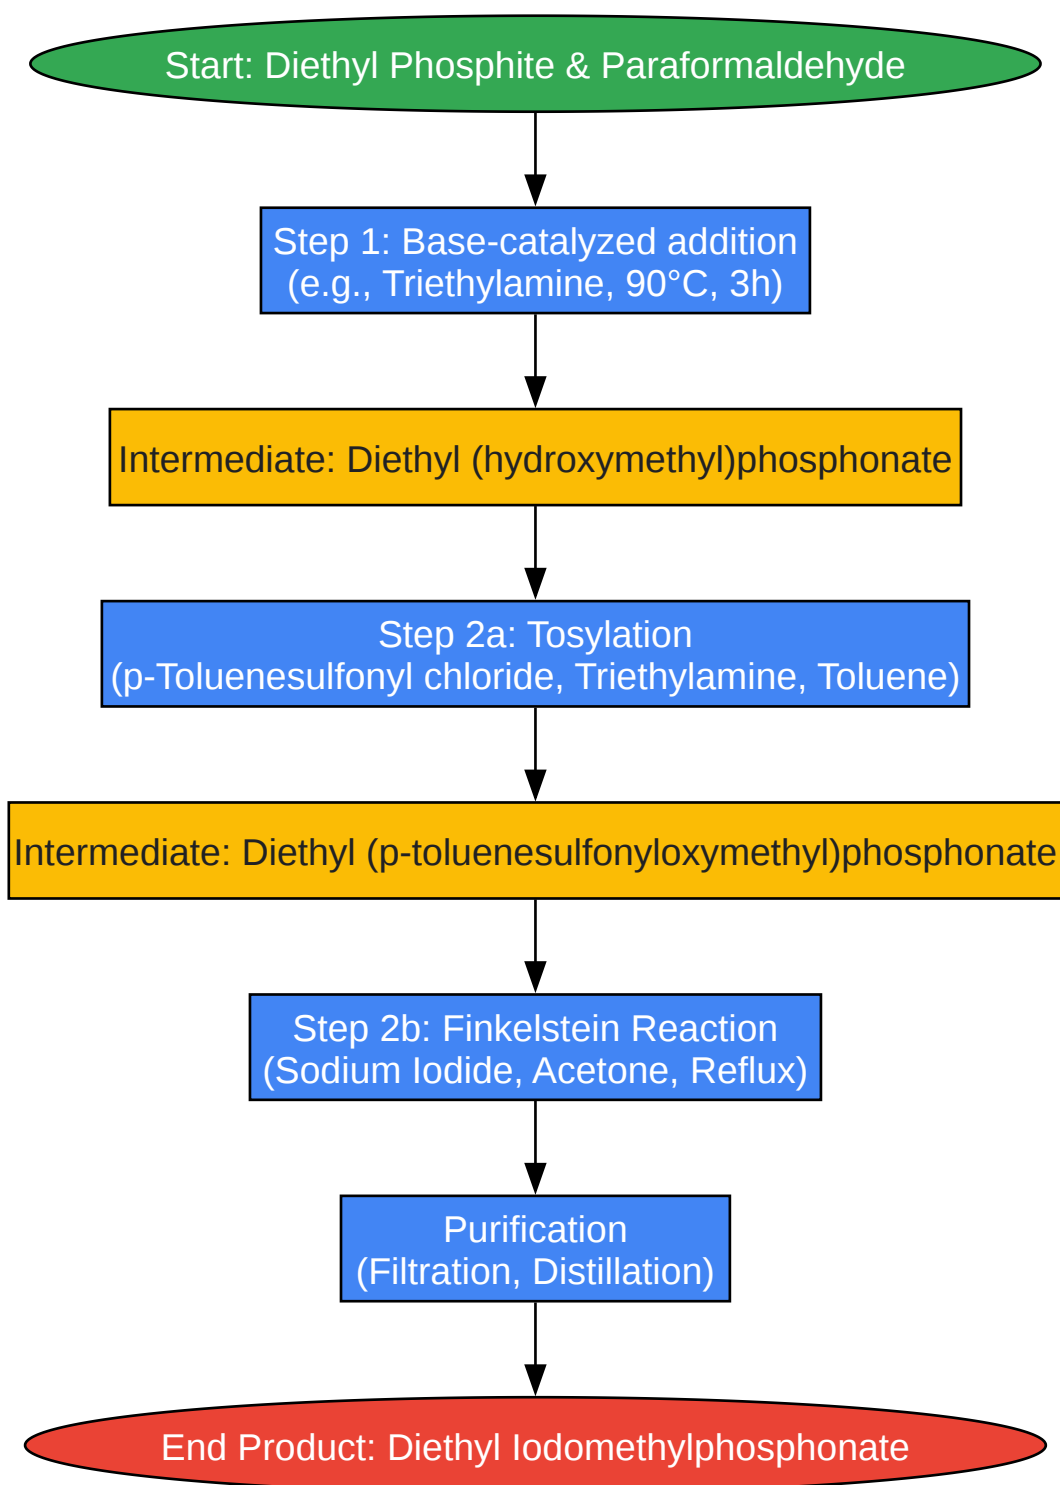 Start: Diethyl Phosphite & Paraformaldehyde
Step 1: Base-catalyzed addition
(e.g., Triethylamine, 90°C, 3h)
Intermediate: Diethyl (hydroxymethyl)phosphonate
Step 2a: Tosylation
(p-Toluenesulfonyl chloride, Triethylamine, Toluene)
Intermediate: Diethyl (p-toluenesulfonyloxymethyl)phosphonate
Step 2b: Finkelstein Reaction
(Sodium Iodide, Acetone, Reflux)
Purification
(Filtration, Distillation)
End Product: Diethyl Iodomethylphosphonate